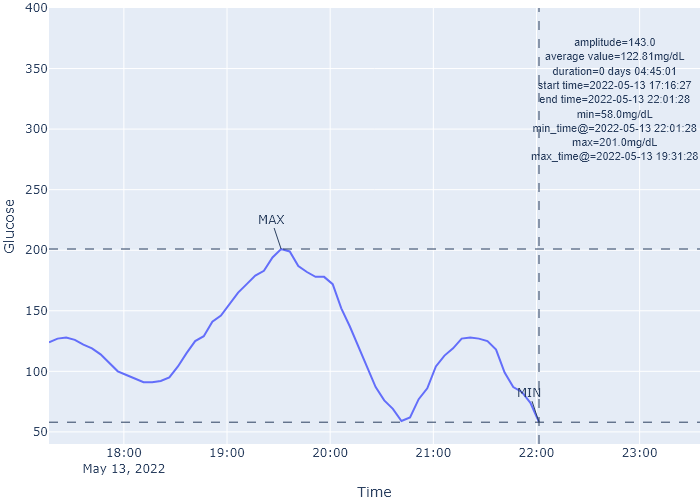 400
350
300
250
200
150
100
50
Glucose
amplitude=143.0
average value=122.81mg/dL
duration=0 days 04:45:01
start time=2022-05-13 17:16:27
end time=2022-05-13 22:01:28
min=58.0mg/dL
min_time@=2022-05-13 22:01:28
max=201.0mg/dL
max_time@=2022-05-13 19:31:28
MAX
MIN
18:00 19:00 20:00 21:00 22:00 23:00
May 13, 2022
Time